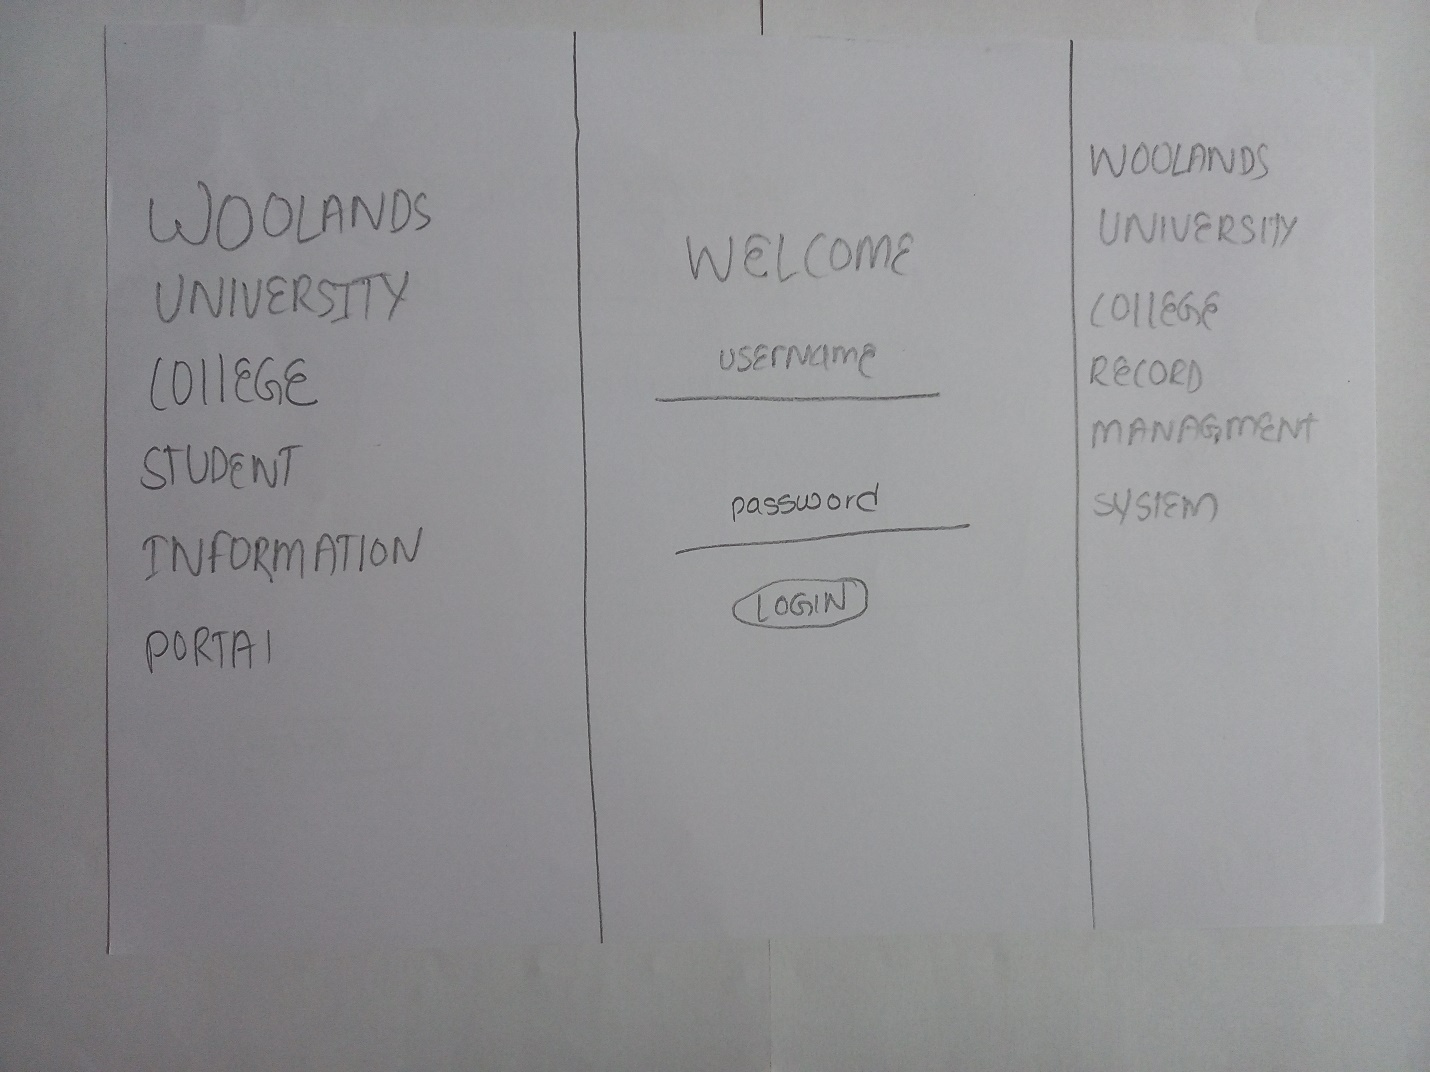 WOOLANDS
UNIVERSITY
COllEGE
STUDENT
INFORMATION
PORTAl
WELCOME
USERNAME
password
LOGIN
WOOLANDS
UNIVERSITY
COllEGE
RECORD
MANAGMENT
SYSTEM